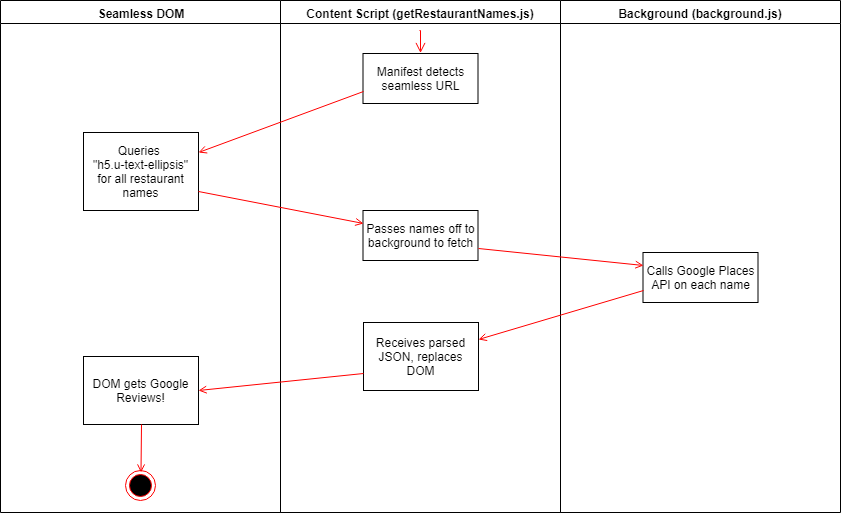 Seamless DOM
Content Script (getRestaurantNames.js)
Background (background.js)
Manifest detects
seamless URL
Queries
"h5.u-text-ellipsis"
for all restaurant
names
Passes names off to
background to fetch
Calls Google Places
API on each name
Receives parsed
JSON, replaces
DOM
DOM gets Google
Reviews!